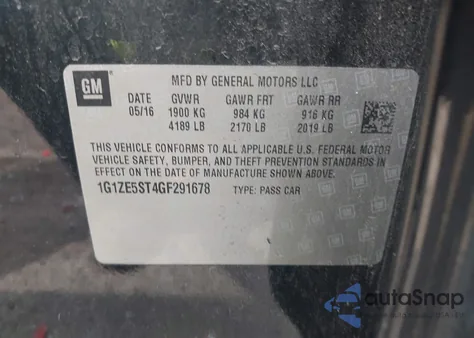 GM
MFD BY GENERAL MOTORS LLC
DATE GVWR GAWR FRT GAWR RR
05/16 1900 KG 984 KG 916 KG
4189 LB 2170 LB 2019 LB
THIS VEHICLE CONFORMS TO ALL APPLICABLE U.S. FEDERAL MOTOR
VEHICLE SAFETY, BUMPER, AND THEFT PREVENTION STANDARDS IN
EFFECT ON THE DATE OF MANUFACTURE SHOWN ABOVE.
1G1ZE5ST4GF291678 TYPE: PASS CAR
autoSnap